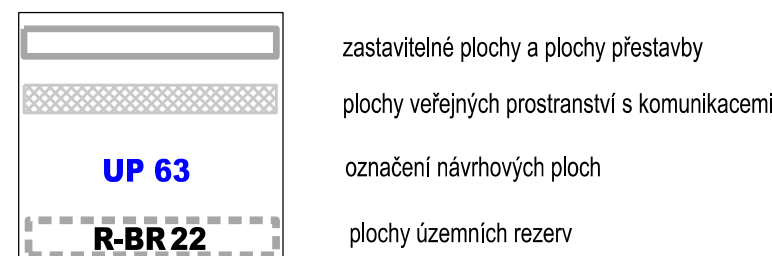 zastavitelné plochy a plochy přestavby
plochy veřejných prostranství s komunikacemi
UP 63 označení návrhových ploch
R-BR 22 plochy územních rezerv